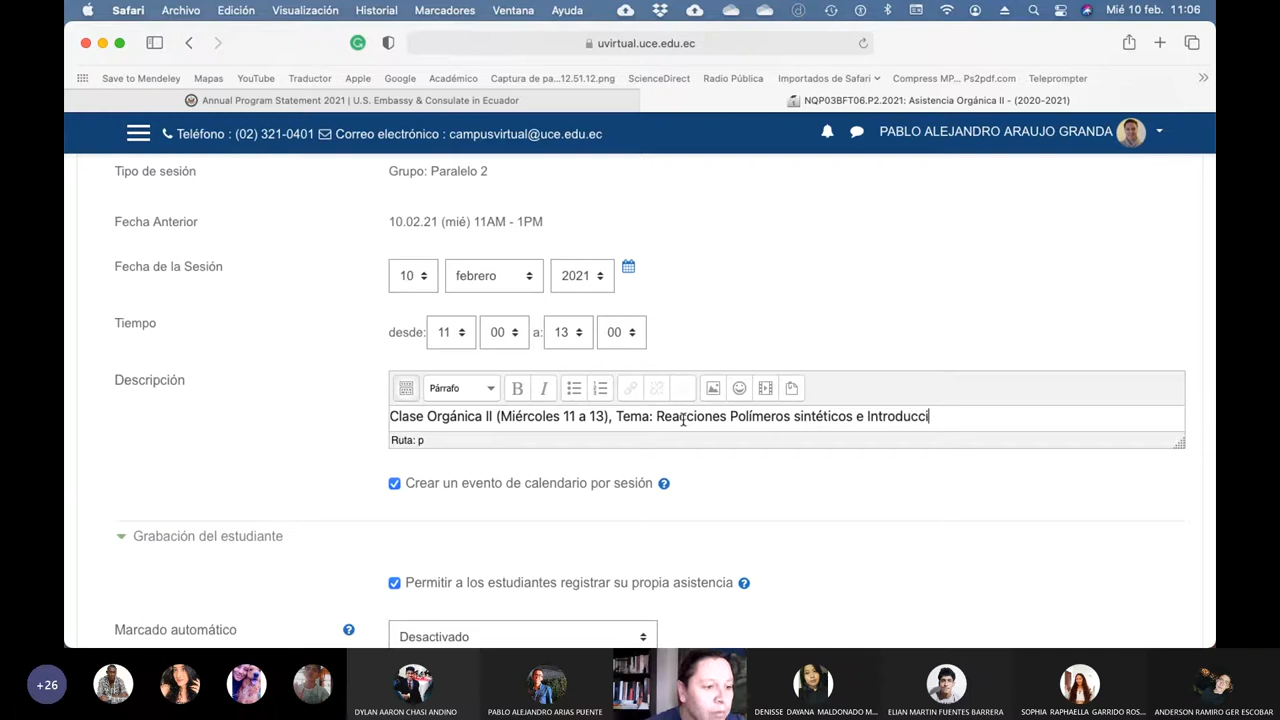 Safari Archivo Edición Visualización Historial Marcadores Ventana Ayuda Mié 10 feb. 11:06
uvirtual.uce.edu.ec
Save to Mendeley Mapas YouTube Traductor Apple Google Académico Captura de pa...12.51.12.png ScienceDirect Radio Pública Importados de Safari Compress MP... Ps2pdf.com Teleprompter
Annual Program Statement 2021 | U.S. Embassy & Consulate in Ecuador NQP03BFT06.P2.2021: Asistencia Orgánica II - (2020-2021)
Teléfono : (02) 321-0401 Correo electrónico : campusvirtual@uce.edu.ec PABLO ALEJANDRO ARAUJO GRANDA
Tipo de sesión Grupo: Paralelo 2
Fecha Anterior 10.02.21 (mié) 11AM - 1PM
Fecha de la Sesión
10 febrero 2021
Tiempo desde: 11 00 a: 13 00
Descripción
Párrafo B I
Clase Orgánica II (Miércoles 11 a 13), Tema: Reacciones Polímeros sintéticos e Introducci
Ruta: p
Crear un evento de calendario por sesión
Grabación del estudiante
Permitir a los estudiantes registrar su propia asistencia
Marcado automático Desactivado
+26
DYLAN AARON CHASI ANDINO PABLO ALEJANDRO ARIAS PUENTE DENISSE DAYANA MALDONADO M... ELIAN MARTIN FUENTES BARRERA SOPHIA RAPHAELLA GARRIDO ROS... ANDERSON RAMIRO GER ESCOBAR